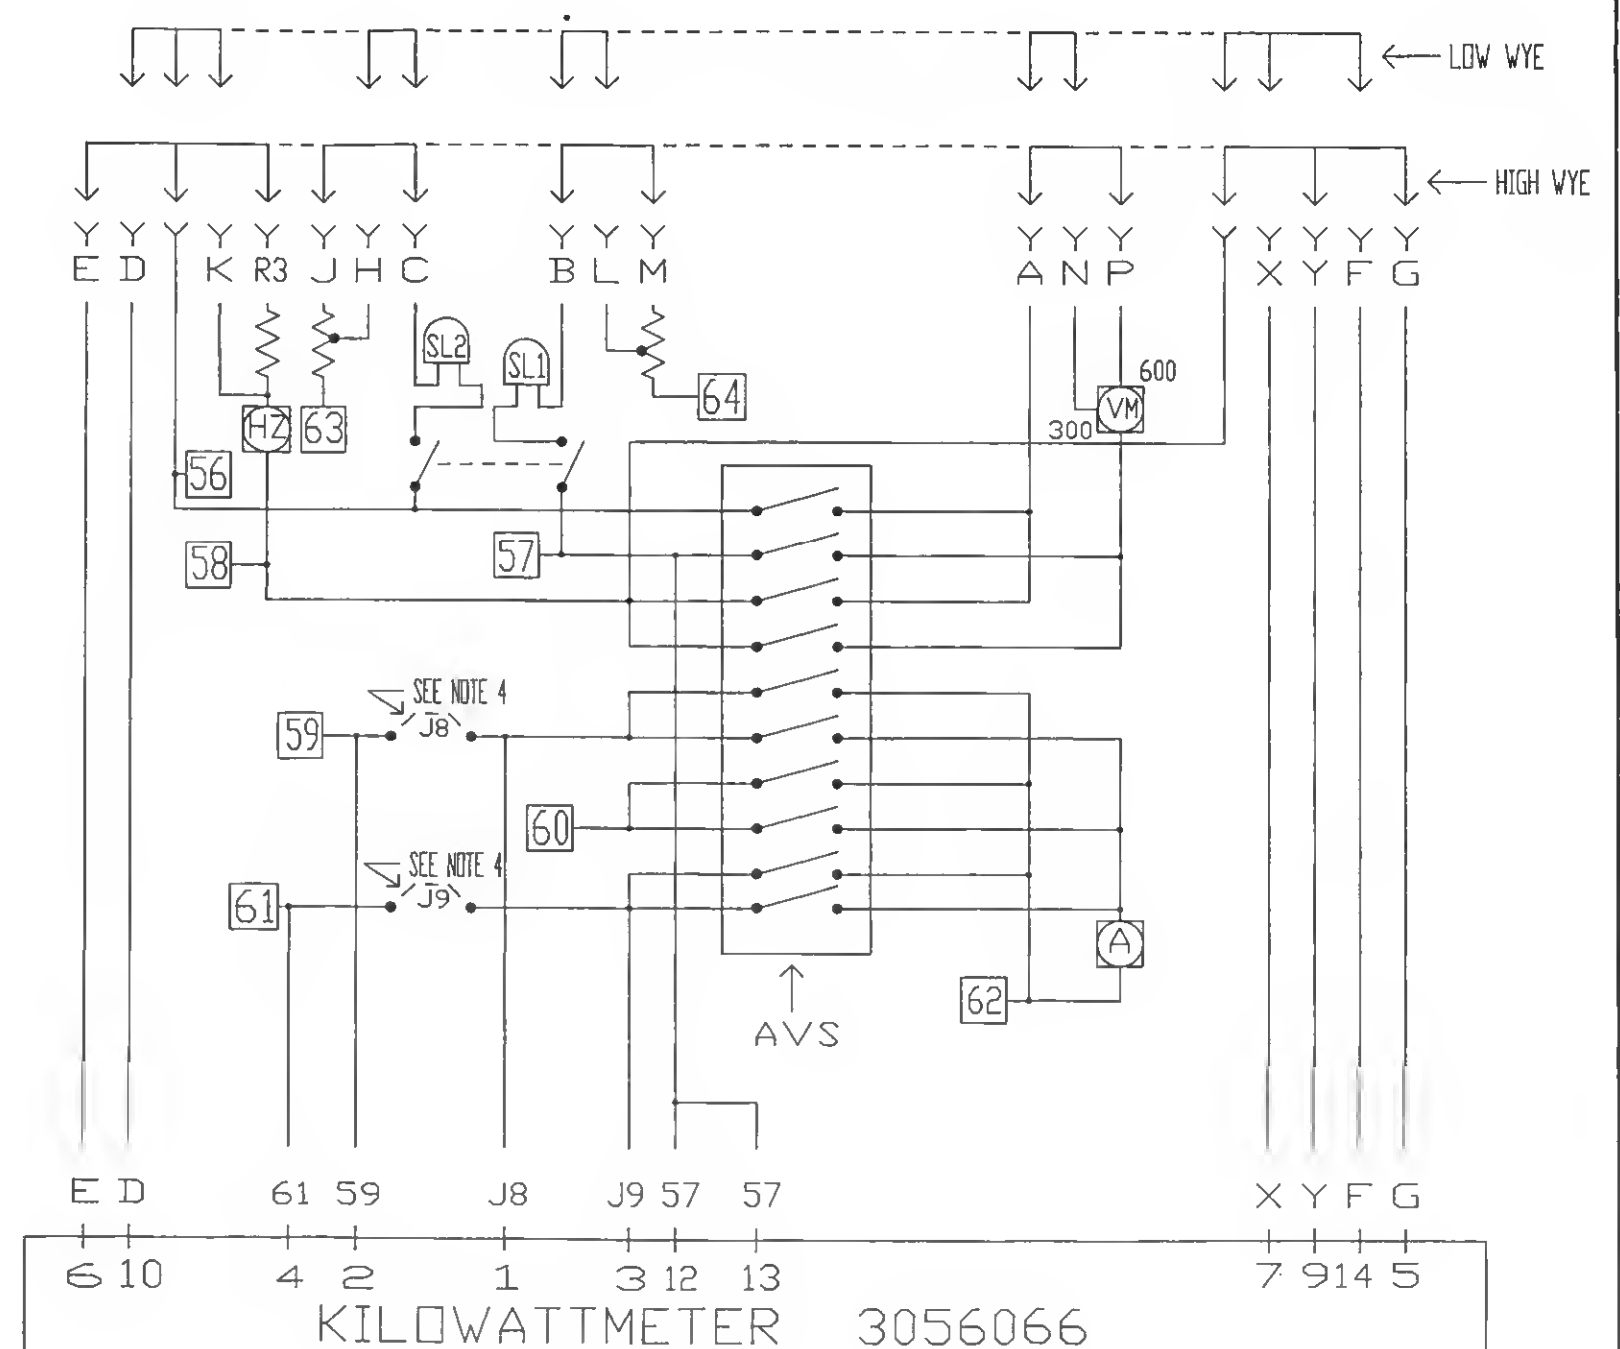 LOW WYE
HIGH WYE
E D K R3 J H C B L M A N P X Y F G
SL2
SL1
600
64
VM
HZ
63
300
56
57
58
SEE NOTE 4
59
J8
60
SEE NOTE 4
61
J9
A
62
AVS
E D 61 59 J8 J9 57 57 X Y F G
6 10 4 2 1 3 12 13 7 9 14 5
KILOWATTMETER 3056066